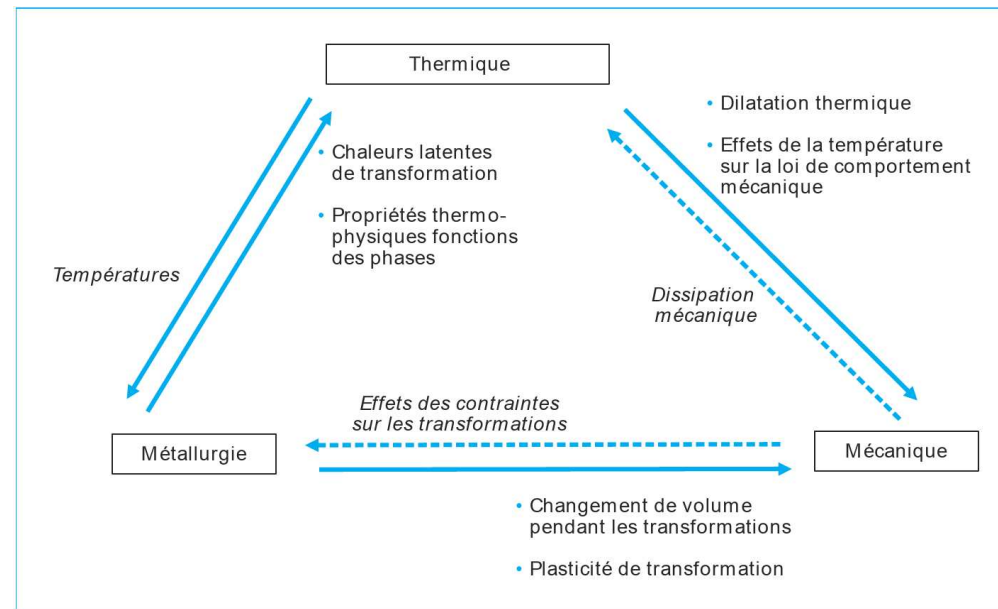 Thermique
• Dilatation thermique
• Effets de la température
sur la loi de comportement
mécanique
• Chaleurs latentes
de transformation
• Propriétés thermo-
physiques fonctions
des phases
Températures
Dissipation
mécanique
Effets des contraintes
sur les transformations
Métallurgie
Mécanique
• Changement de volume
pendant les transformations
• Plasticité de transformation